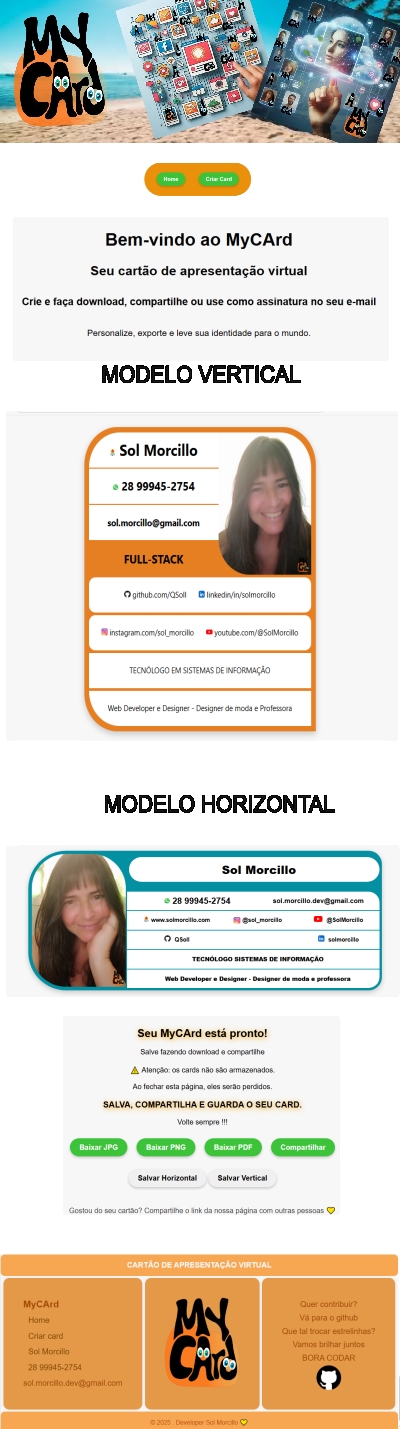 MY
CArd
Home
Criar Card
Bem-vindo ao MyCArd
Seu cartão de apresentação virtual
Crie e faça download, compartilhe ou use como assinatura no seu e-mail
Personalize, exporte e leve sua identidade para o mundo.
MODELO VERTICAL
Sol Morcillo
28 99945-2754
sol.morcillo@gmail.com
FULL-STACK
github.com/QSoll
linkedin/in/solmorcillo
instagram.com/sol_morcillo
youtube.com/@SolMorcillo
TECNÓLOGO EM SISTEMAS DE INFORMAÇÃO
Web Developer e Designer - Designer de moda e Professora
MODELO HORIZONTAL
Sol Morcillo
28 99945-2754
sol.morcillo.dev@gmail.com
www.solmorcillo.com
@sol_morcillo
@SolMorcillo
QSoll
solmorcillo
TECNÓLOGO SISTEMAS DE INFORMAÇÃO
Web Developer e Designer - Designer de moda e professora
Seu MyCArd está pronto!
Salve fazendo download e compartilhe
Atenção: os cards não são armazenados.
Ao fechar esta página, eles serão perdidos.
SALVA, COMPARTILHA E GUARDA O SEU CARD.
Volte sempre !!!
Baixar JPG
Baixar PNG
Baixar PDF
Compartilhar
Salvar Horizontal
Salvar Vertical
Gostou do seu cartão? Compartilhe o link da nossa página com outras pessoas
CARTÃO DE APRESENTAÇÃO VIRTUAL
MyCArd
Home
Criar card
Sol Morcillo
28 99945-2754
sol.morcillo.dev@gmail.com
MY
CArd
Quer contribuir?
Vá para o github
Que tal trocar estrelinhas?
Vamos brilhar juntos
BORA CODAR
© 2025 . Developer Sol Morcillo